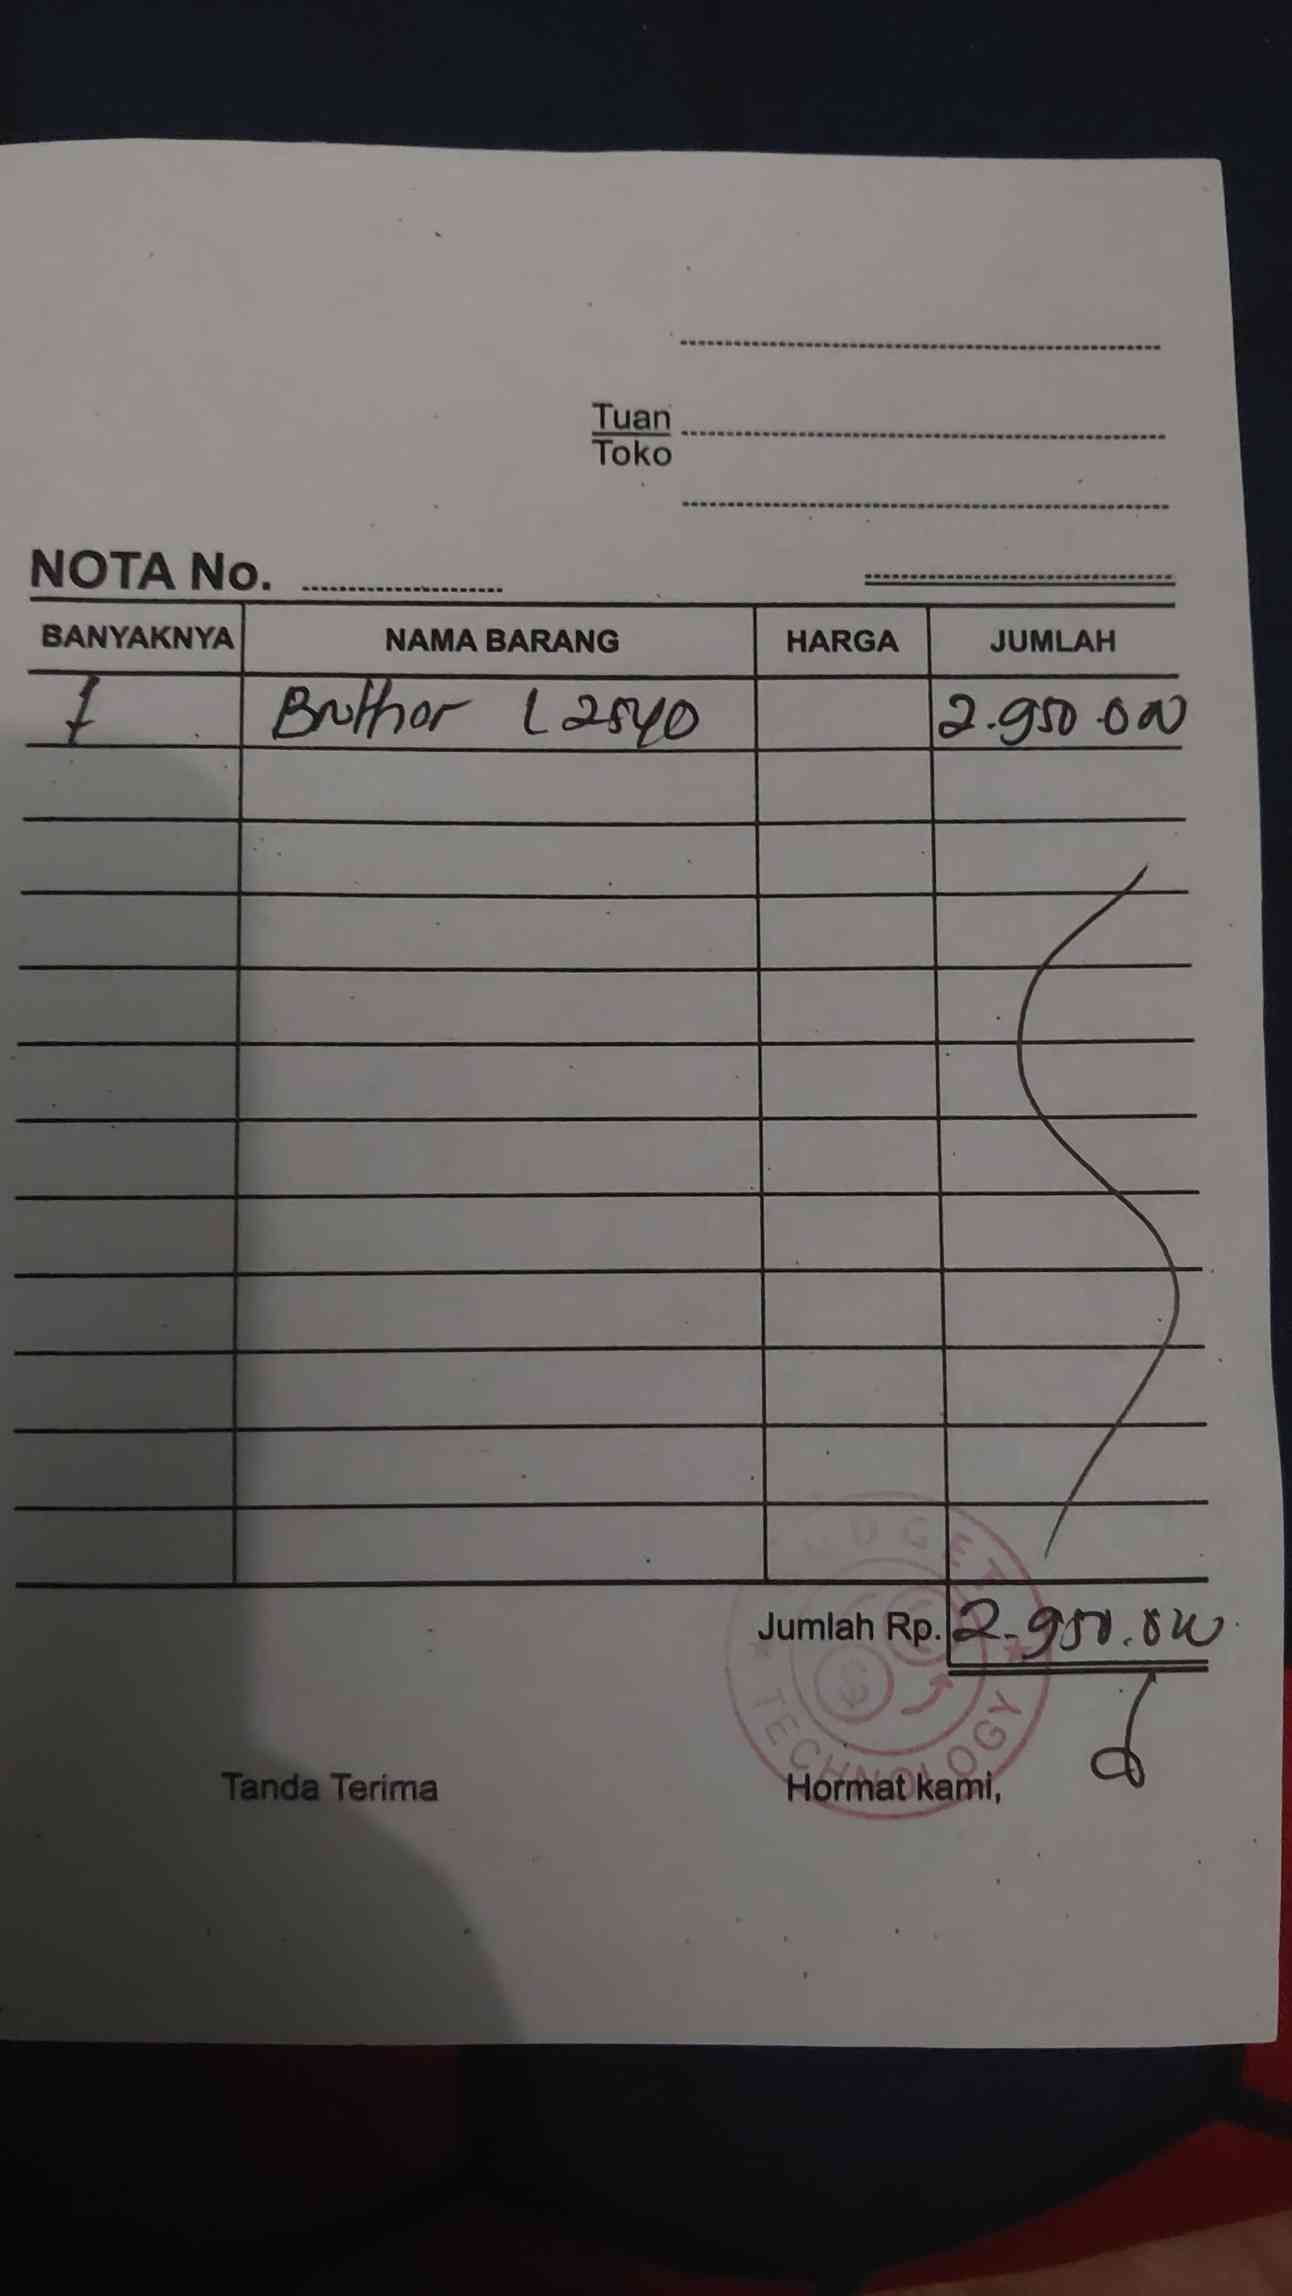 Tuan
Toko
NOTA No.
BANYAKNYA NAMA BARANG HARGA JUMLAH
1 Brother L2540 2.950.000
Jumlah Rp. 2.950.000
BUDGET TECHNOLOGY
Tanda Terima Hormat kami,